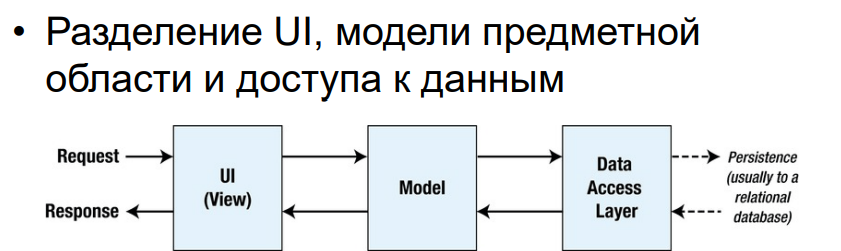 • Разделение UI, модели предметной
области и доступа к данным
Request
Response
UI
(View)
Model
Data
Access
Layer
Persistence
(usually to a
relational
database)